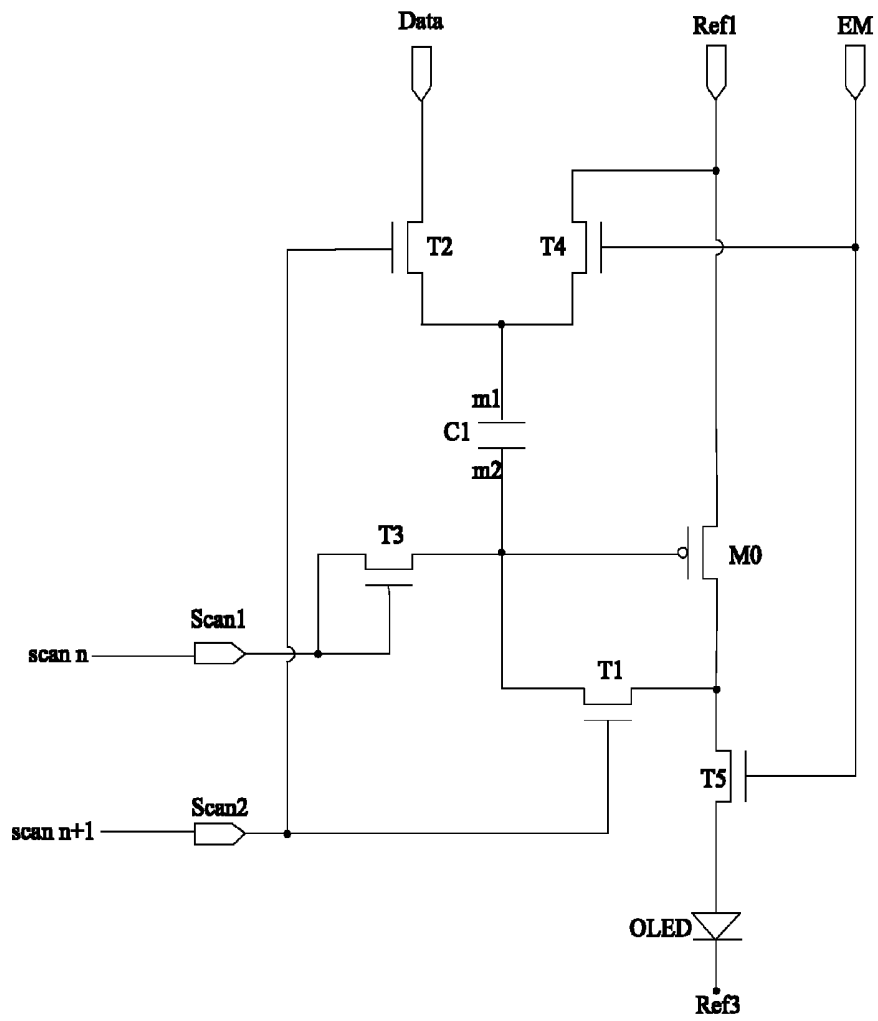 Data
Ref1
EM
T2
T4
m1
C1
m2
T3
M0
Scan1
scan n
T1
T5
Scan2
scan n+1
OLED
Ref3